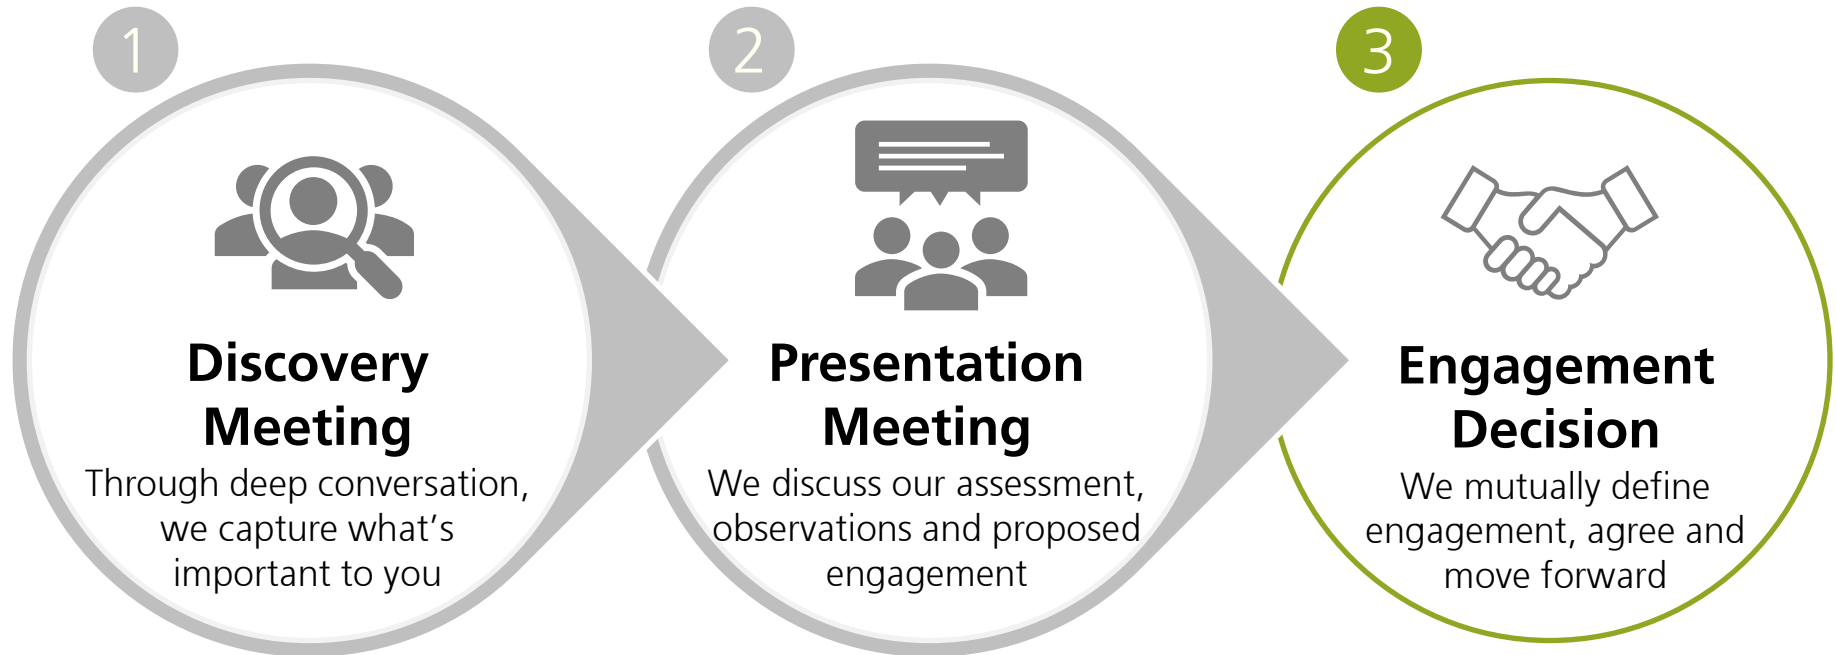 1
Discovery
Meeting
Through deep conversation,
we capture what’s
important to you
2
Presentation
Meeting
We discuss our assessment,
observations and proposed
engagement
3
Engagement
Decision
We mutually define
engagement, agree and
move forward